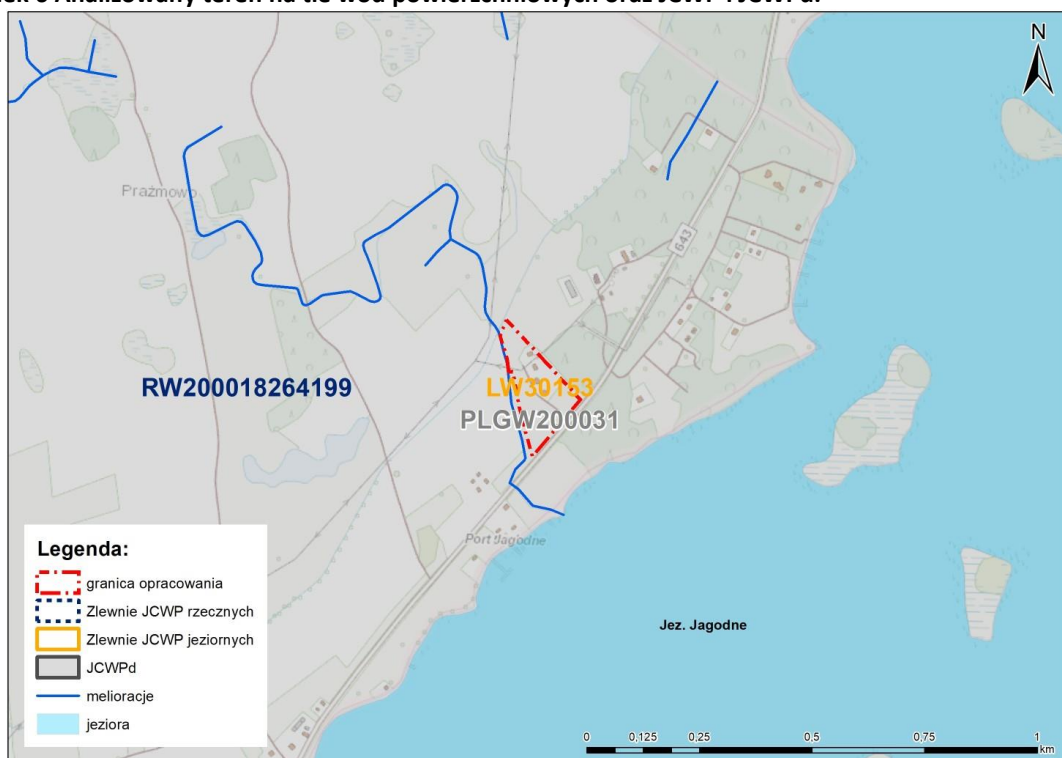 Analizowany teren na tle wód powierzchniowych oraz JCWP i JCWPd.
N
Prażmowo
643
RW200018264199
LW30153
PLGW200031
Port Jagodne
Jez. Jagodne
Legenda:
granica opracowania
Zlewnie JCWP rzecznych
Zlewnie JCWP jeziornych
JCWPd
melioracje
jeziora
0 0,125 0,25 0,5 0,75 1
km